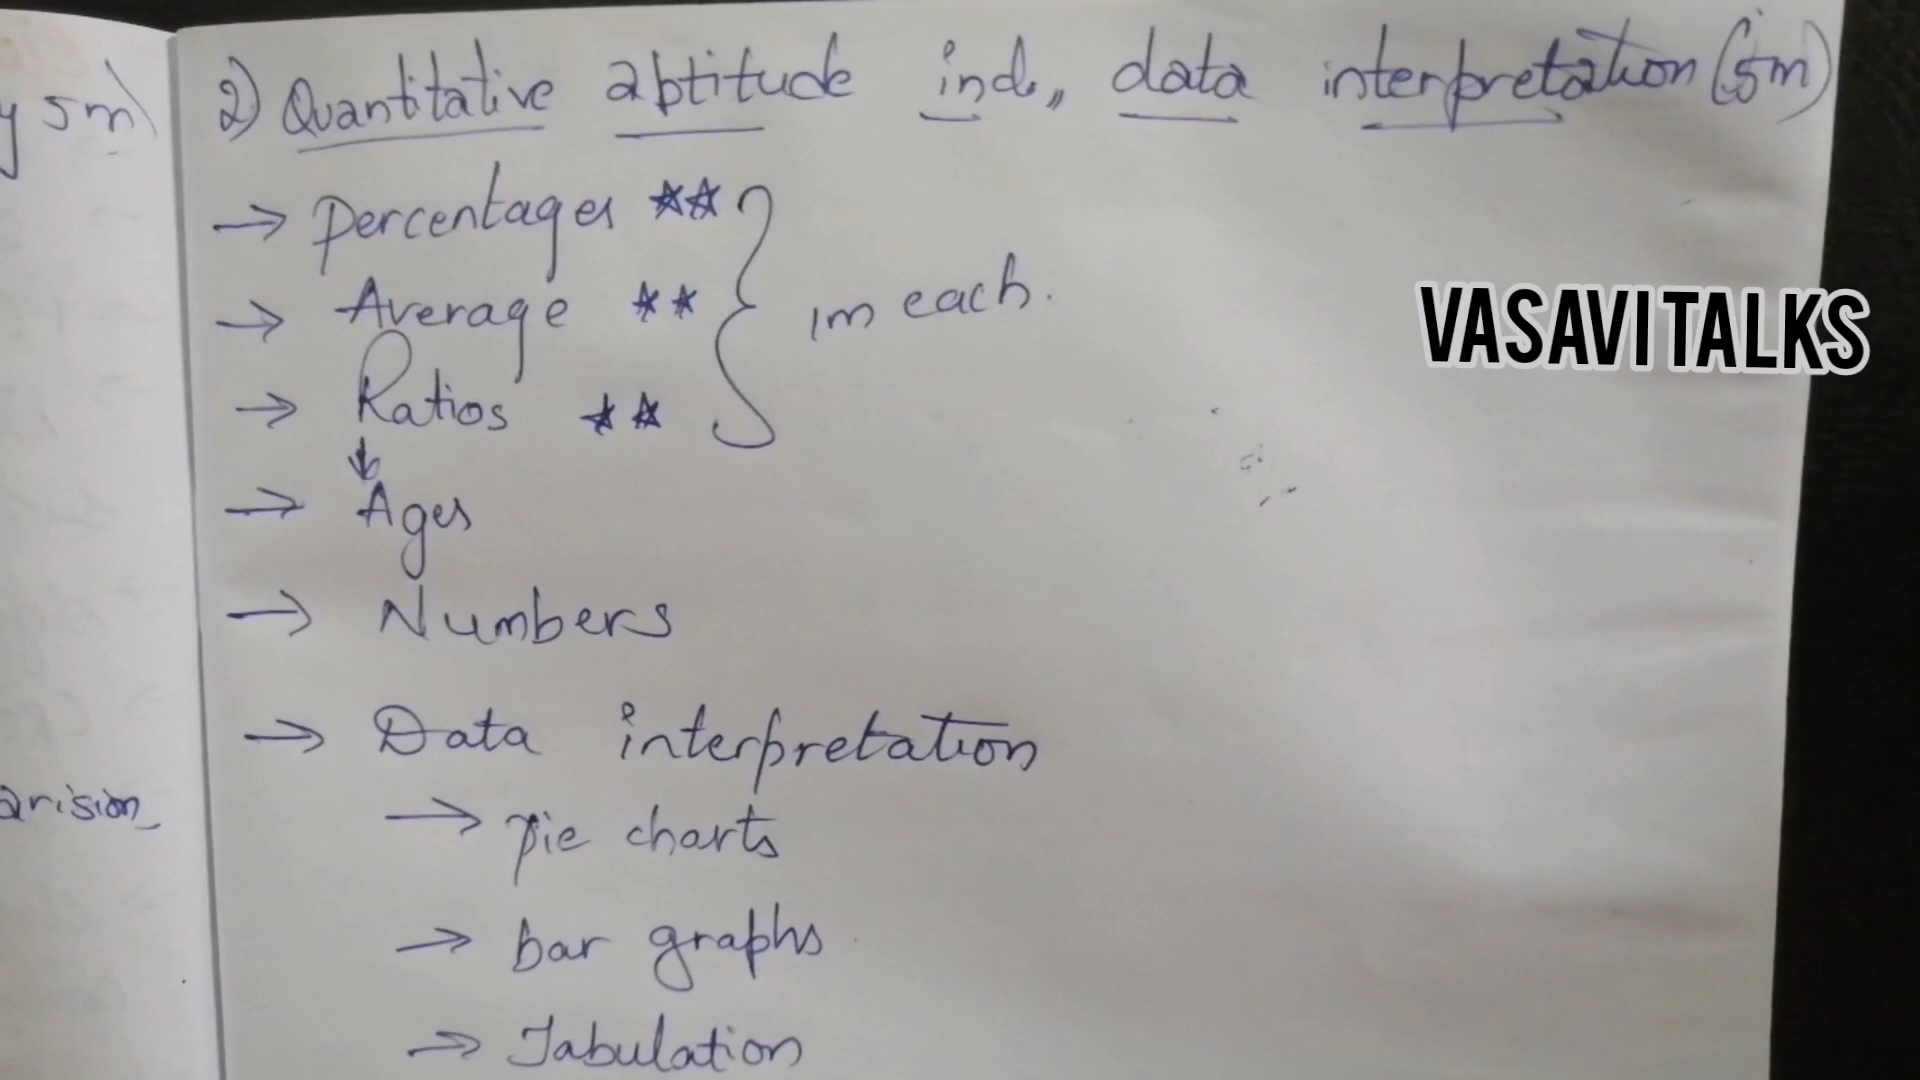 y 5m)
2) Quantitative aptitude incl., data interpretation (5m)
→ Percentages ★★
→ Average ★★
1m each.
VASAVI TALKS
→ Ratios ★★
→ Ages
→ Numbers
→ Data interpretation
arision
→ pie charts
→ bar graphs
→ Tabulation